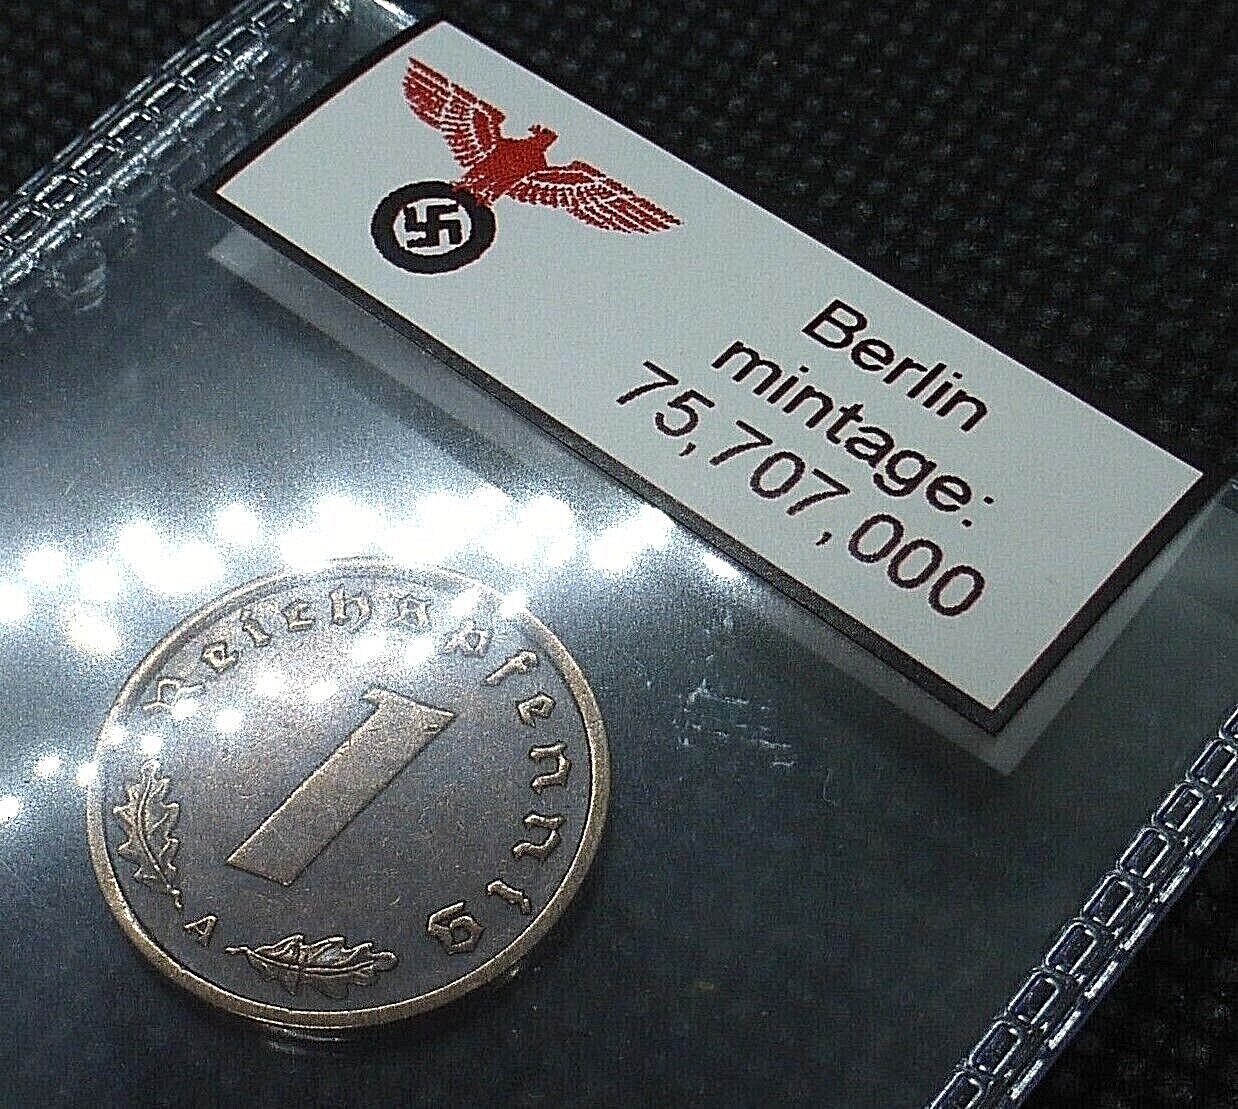 Berlin
mintage:
75,707,000
Reichspfennig
1
A